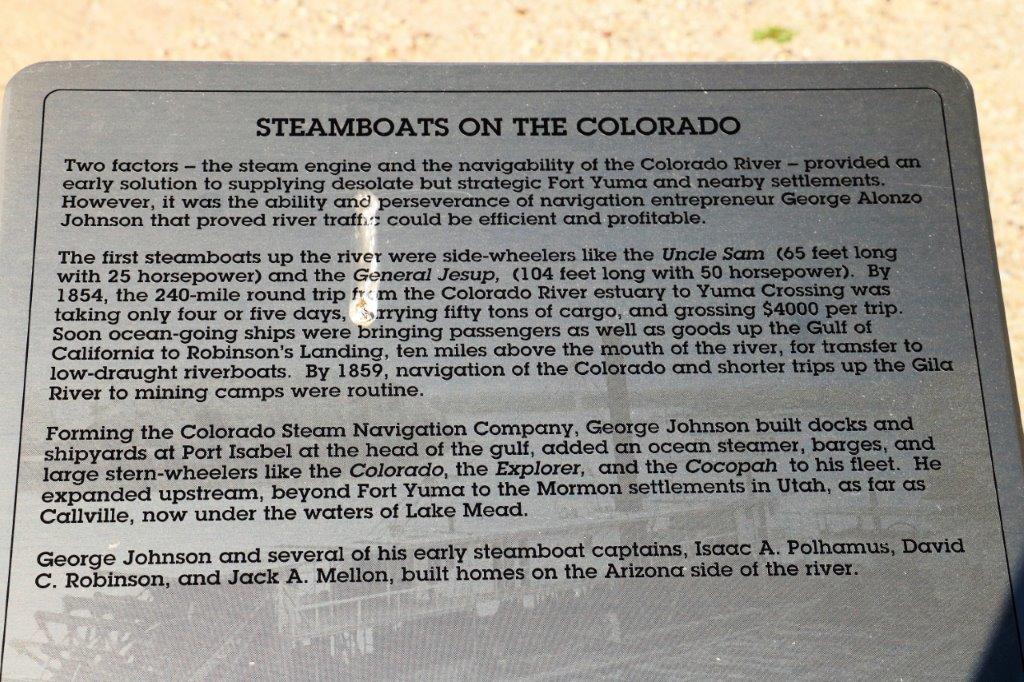 STEAMBOATS ON THE COLORADO
Two factors – the steam engine and the navigability of the Colorado River – provided an
early solution to supplying desolate but strategic Fort Yuma and nearby settlements.
However, it was the ability and perseverance of navigation entrepreneur George Alonzo
Johnson that proved river traffic could be efficient and profitable.
The first steamboats up the river were side-wheelers like the Uncle Sam (65 feet long
with 25 horsepower) and the General Jesup, (104 feet long with 50 horsepower). By
1854, the 240-mile round trip from the Colorado River estuary to Yuma Crossing was
taking only four or five days, carrying fifty tons of cargo, and grossing $4000 per trip.
Soon ocean-going ships were bringing passengers as well as goods up the Gulf of
California to Robinson's Landing, ten miles above the mouth of the river, for transfer to
low-draught riverboats. By 1859, navigation of the Colorado and shorter trips up the Gila
River to mining camps were routine.
Forming the Colorado Steam Navigation Company, George Johnson built docks and
shipyards at Port Isabel at the head of the gulf, added an ocean steamer, barges, and
large stern-wheelers like the Colorado, the Explorer, and the Cocopah to his fleet. He
expanded upstream, beyond Fort Yuma to the Mormon settlements in Utah, as far as
Callville, now under the waters of Lake Mead.
George Johnson and several of his early steamboat captains, Isaac A. Polhamus, David
C. Robinson, and Jack A. Mellon, built homes on the Arizona side of the river.